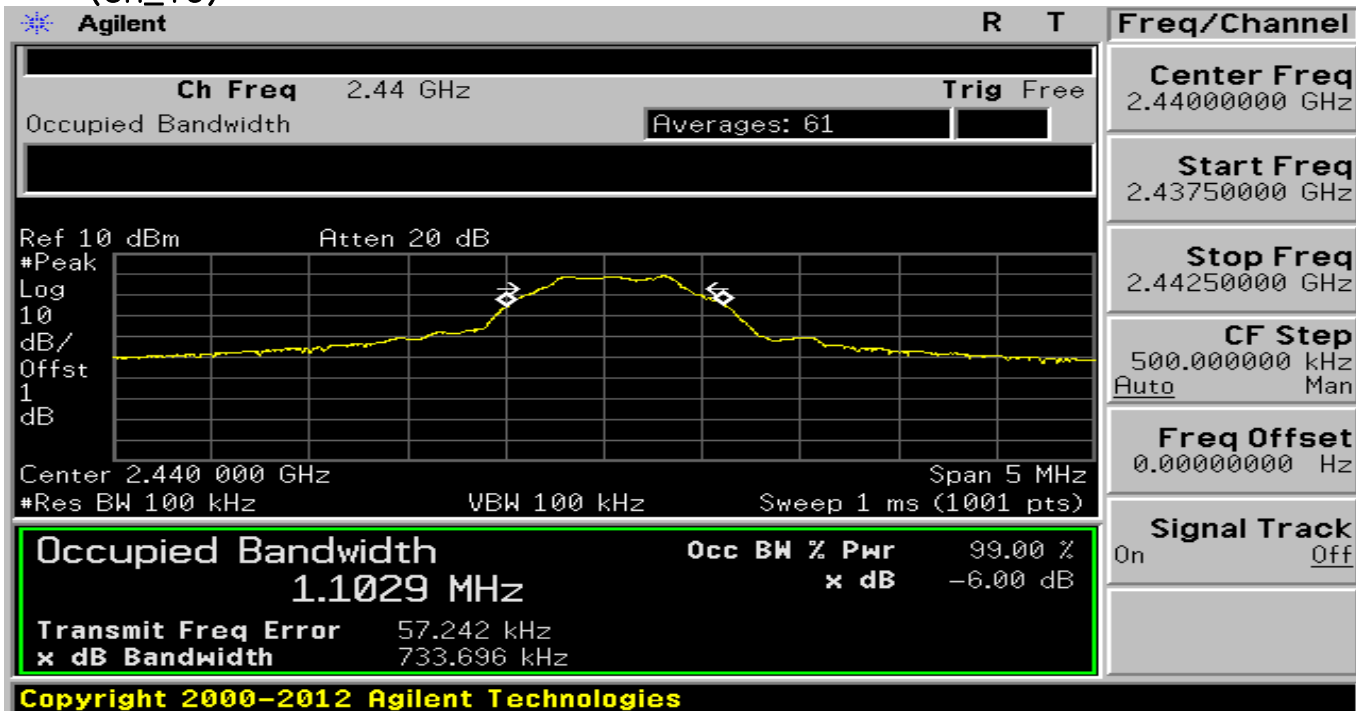 Agilent R T Freq/Channel
Ch Freq 2.44 GHz Trig Free
Occupied Bandwidth Averages: 61
Center Freq
2.44000000 GHz
Start Freq
2.43750000 GHz
Stop Freq
2.44250000 GHz
CF Step
500.000000 kHz
Auto Man
Freq Offset
0.00000000 Hz
Signal Track
On Off
Ref 10 dBm Atten 20 dB
#Peak
Log
10
dB/
Offst
1
dB
Center 2.440 000 GHz Span 5 MHz
#Res BW 100 kHz VBW 100 kHz Sweep 1 ms (1001 pts)
Occupied Bandwidth Occ BW % Pwr 99.00 %
1.1029 MHz x dB -6.00 dB
Transmit Freq Error 57.242 kHz
x dB Bandwidth 733.696 kHz
Copyright 2000-2012 Agilent Technologies